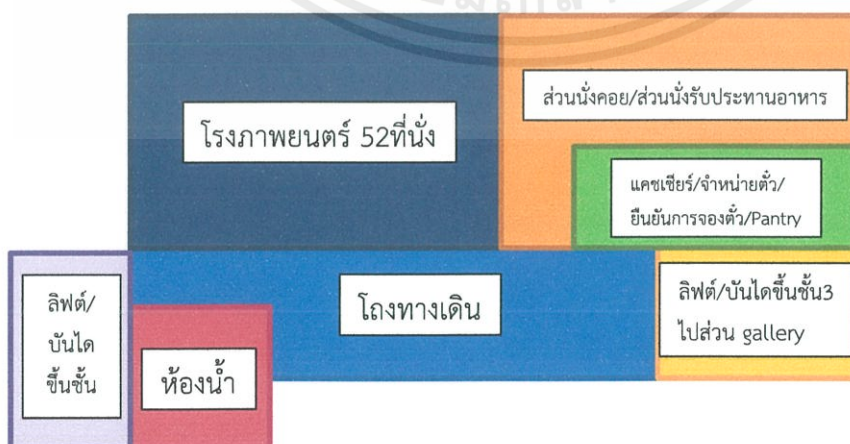 ส่วนนั่งคอย/ส่วนนั่งรับประทานอาหาร
โรงภาพยนตร์ 52ที่นั่ง
แคชเชียร์/จำหน่ายตั๋ว/
ยืนยันการจองตั๋ว/Pantry
ลิฟต์/
บันได
ขึ้นชั้น
โถงทางเดิน
ลิฟต์/บันไดขึ้นชั้น3
ไปส่วน gallery
ห้องน้ำ